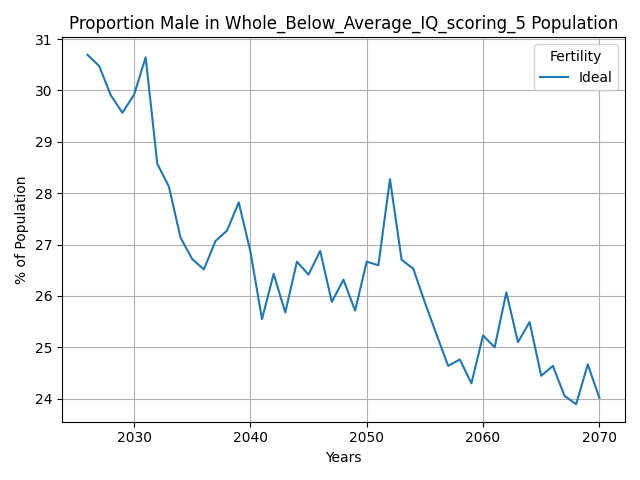 Proportion Male in Whole_Below_Average_IQ_scoring_5 Population
Fertility
Ideal
% of Population
31
30
29
28
27
26
25
24
2030 2040 2050 2060 2070
Years